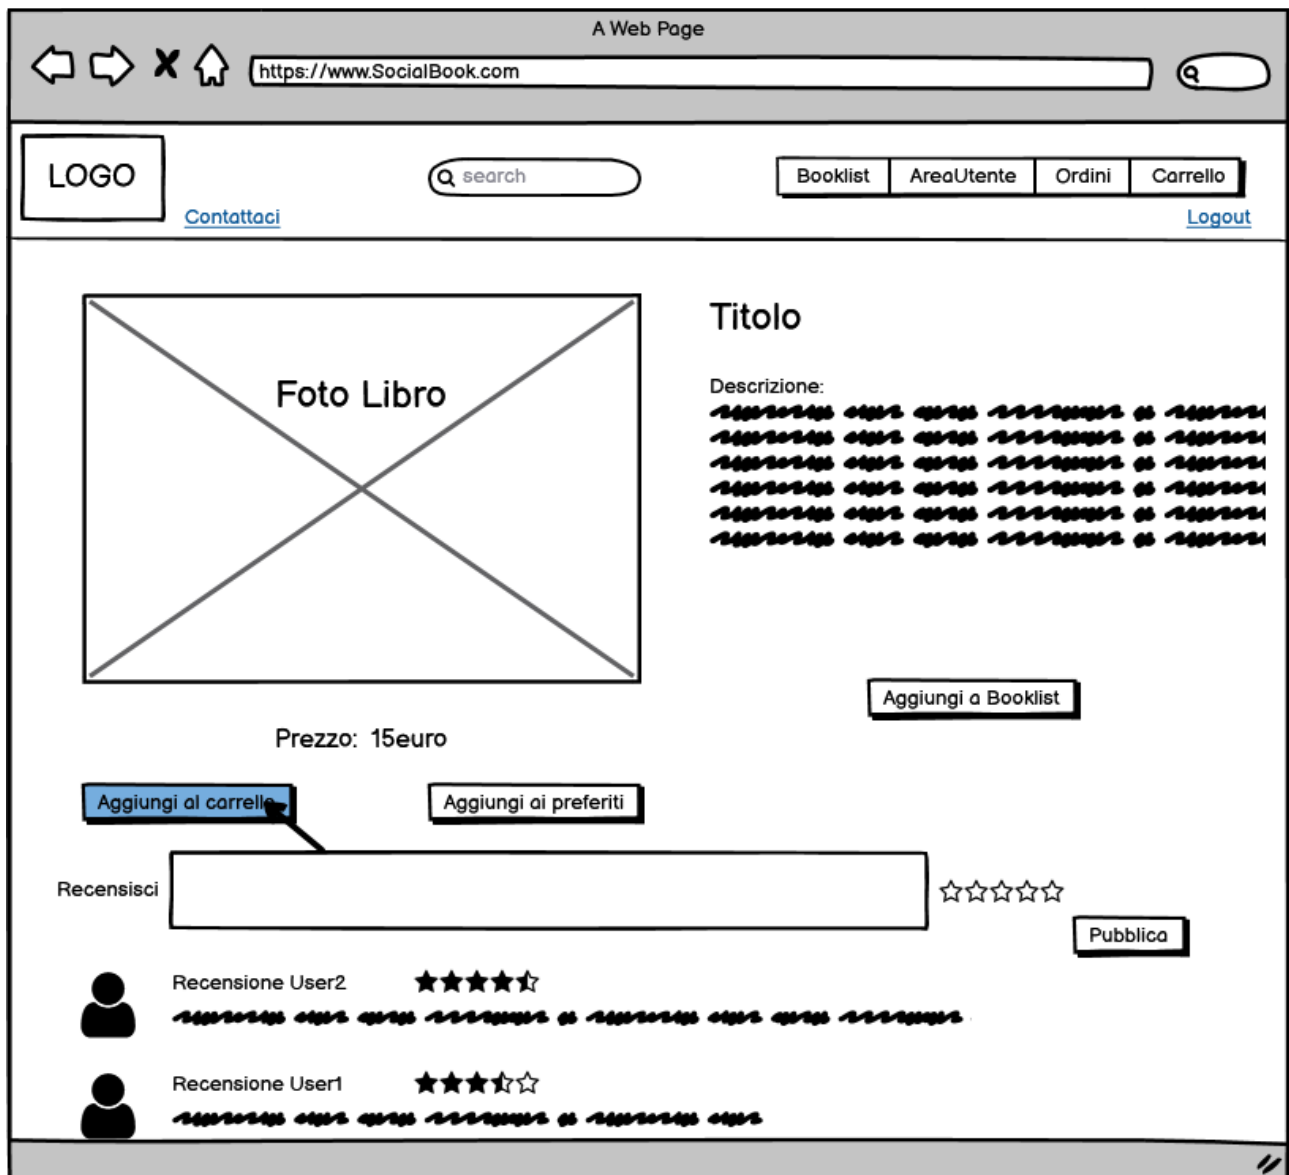 A Web Page
https://www.SocialBook.com
LOGO
search
Booklist AreaUtente Ordini Carrello
Contattaci
Logout
Foto Libro
Titolo
Descrizione:
Aggiungi a Booklist
Prezzo: 15euro
Aggiungi al carrello
Aggiungi ai preferiti
Recensisci
Pubblica
Recensione User2
Recensione User1